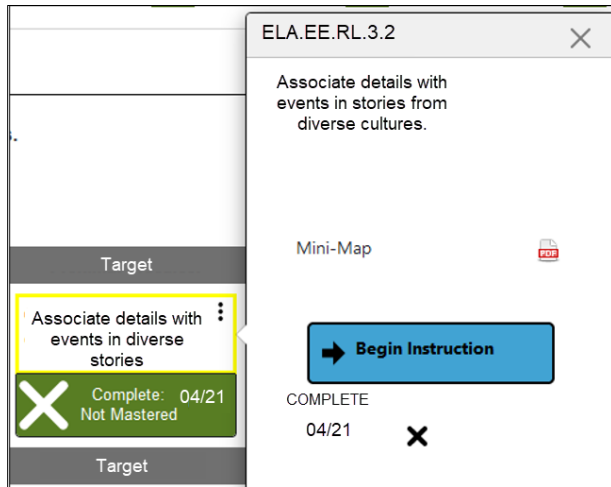 s.
Target
Associate details with
events in diverse
stories
Complete: 04/21
Not Mastered
Target
ELA.EE.RL.3.2
Associate details with
events in stories from
diverse cultures.
Mini-Map
PDF
Begin Instruction
COMPLETE
04/21